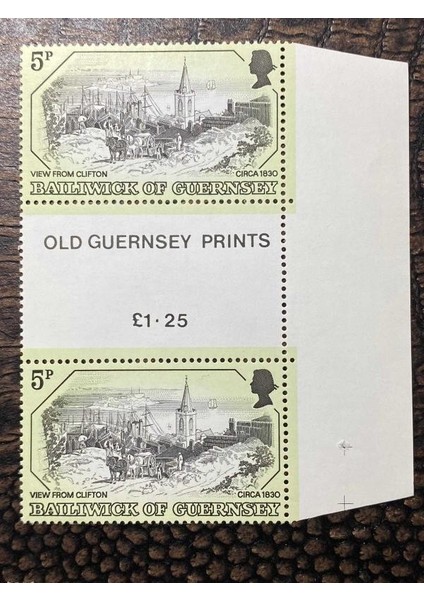 5P
VIEW FROM CLIFTON CIRCA 1830
BAILIWICK OF GUERNSEY
OLD GUERNSEY PRINTS
£1·25
5P
VIEW FROM CLIFTON CIRCA 1830
BAILIWICK OF GUERNSEY